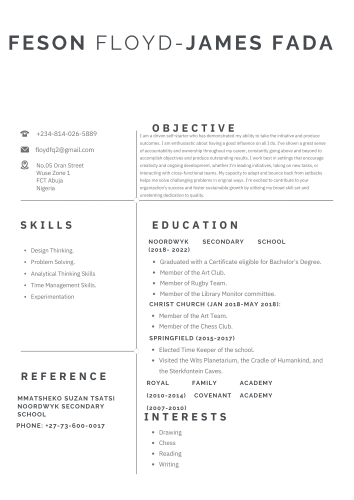 FESON FLOYD-JAMES FADA
+234-814-026-5889
floydfq2@gmail.com
No.05 Oran Street
Wuse Zone 1
FCT Abuja
Nigeria
OBJECTIVE
I am a driven self-starter who has demonstrated my ability to take the initiative and produce
outcomes. I am enthusiastic about having a good influence on all I do. I've shown a great sense
of accountability and ownership throughout my career, constantly going above and beyond to
accomplish objectives and produce outstanding results. I work best in settings that encourage
creativity and ongoing development, whether I'm leading initiatives, taking on new tasks, or
interacting with cross-functional teams. My capacity to adapt and bounce back from setbacks
helps me solve challenging problems in original ways. I'm excited to contribute to your
organization's success and foster sustainable growth by utilizing my broad skill set and
unrelenting dedication to quality.
SKILLS
Design Thinking.
Problem Solving.
Analytical Thinking Skills
Time Management Skills.
Experimentation
EDUCATION
NOORDWYK SECONDARY SCHOOL
(2018- 2022)
Graduated with a Certificate eligible for Bachelor's Degree.
Member of the Art Club.
Member of Rugby Team.
Member of the Library Monitor committee.
CHRIST CHURCH (JAN 2018-MAY 2018):
Member of the Art Team.
Member of the Chess Club.
SPRINGFIELD (2015-2017)
Elected Time Keeper of the school.
Visited the Wits Planetarium, the Cradle of Humankind, and
the Sterkfontein Caves.
ROYAL FAMILY ACADEMY
(2010-2014) COVENANT ACADEMY
(2007-2010)
REFERENCE
MMATSHEKO SUZAN TSATSI
NOORDWYK SECONDARY
SCHOOL
PHONE: +27-73-600-0017
INTERESTS
Drawing
Chess
Reading
Writing